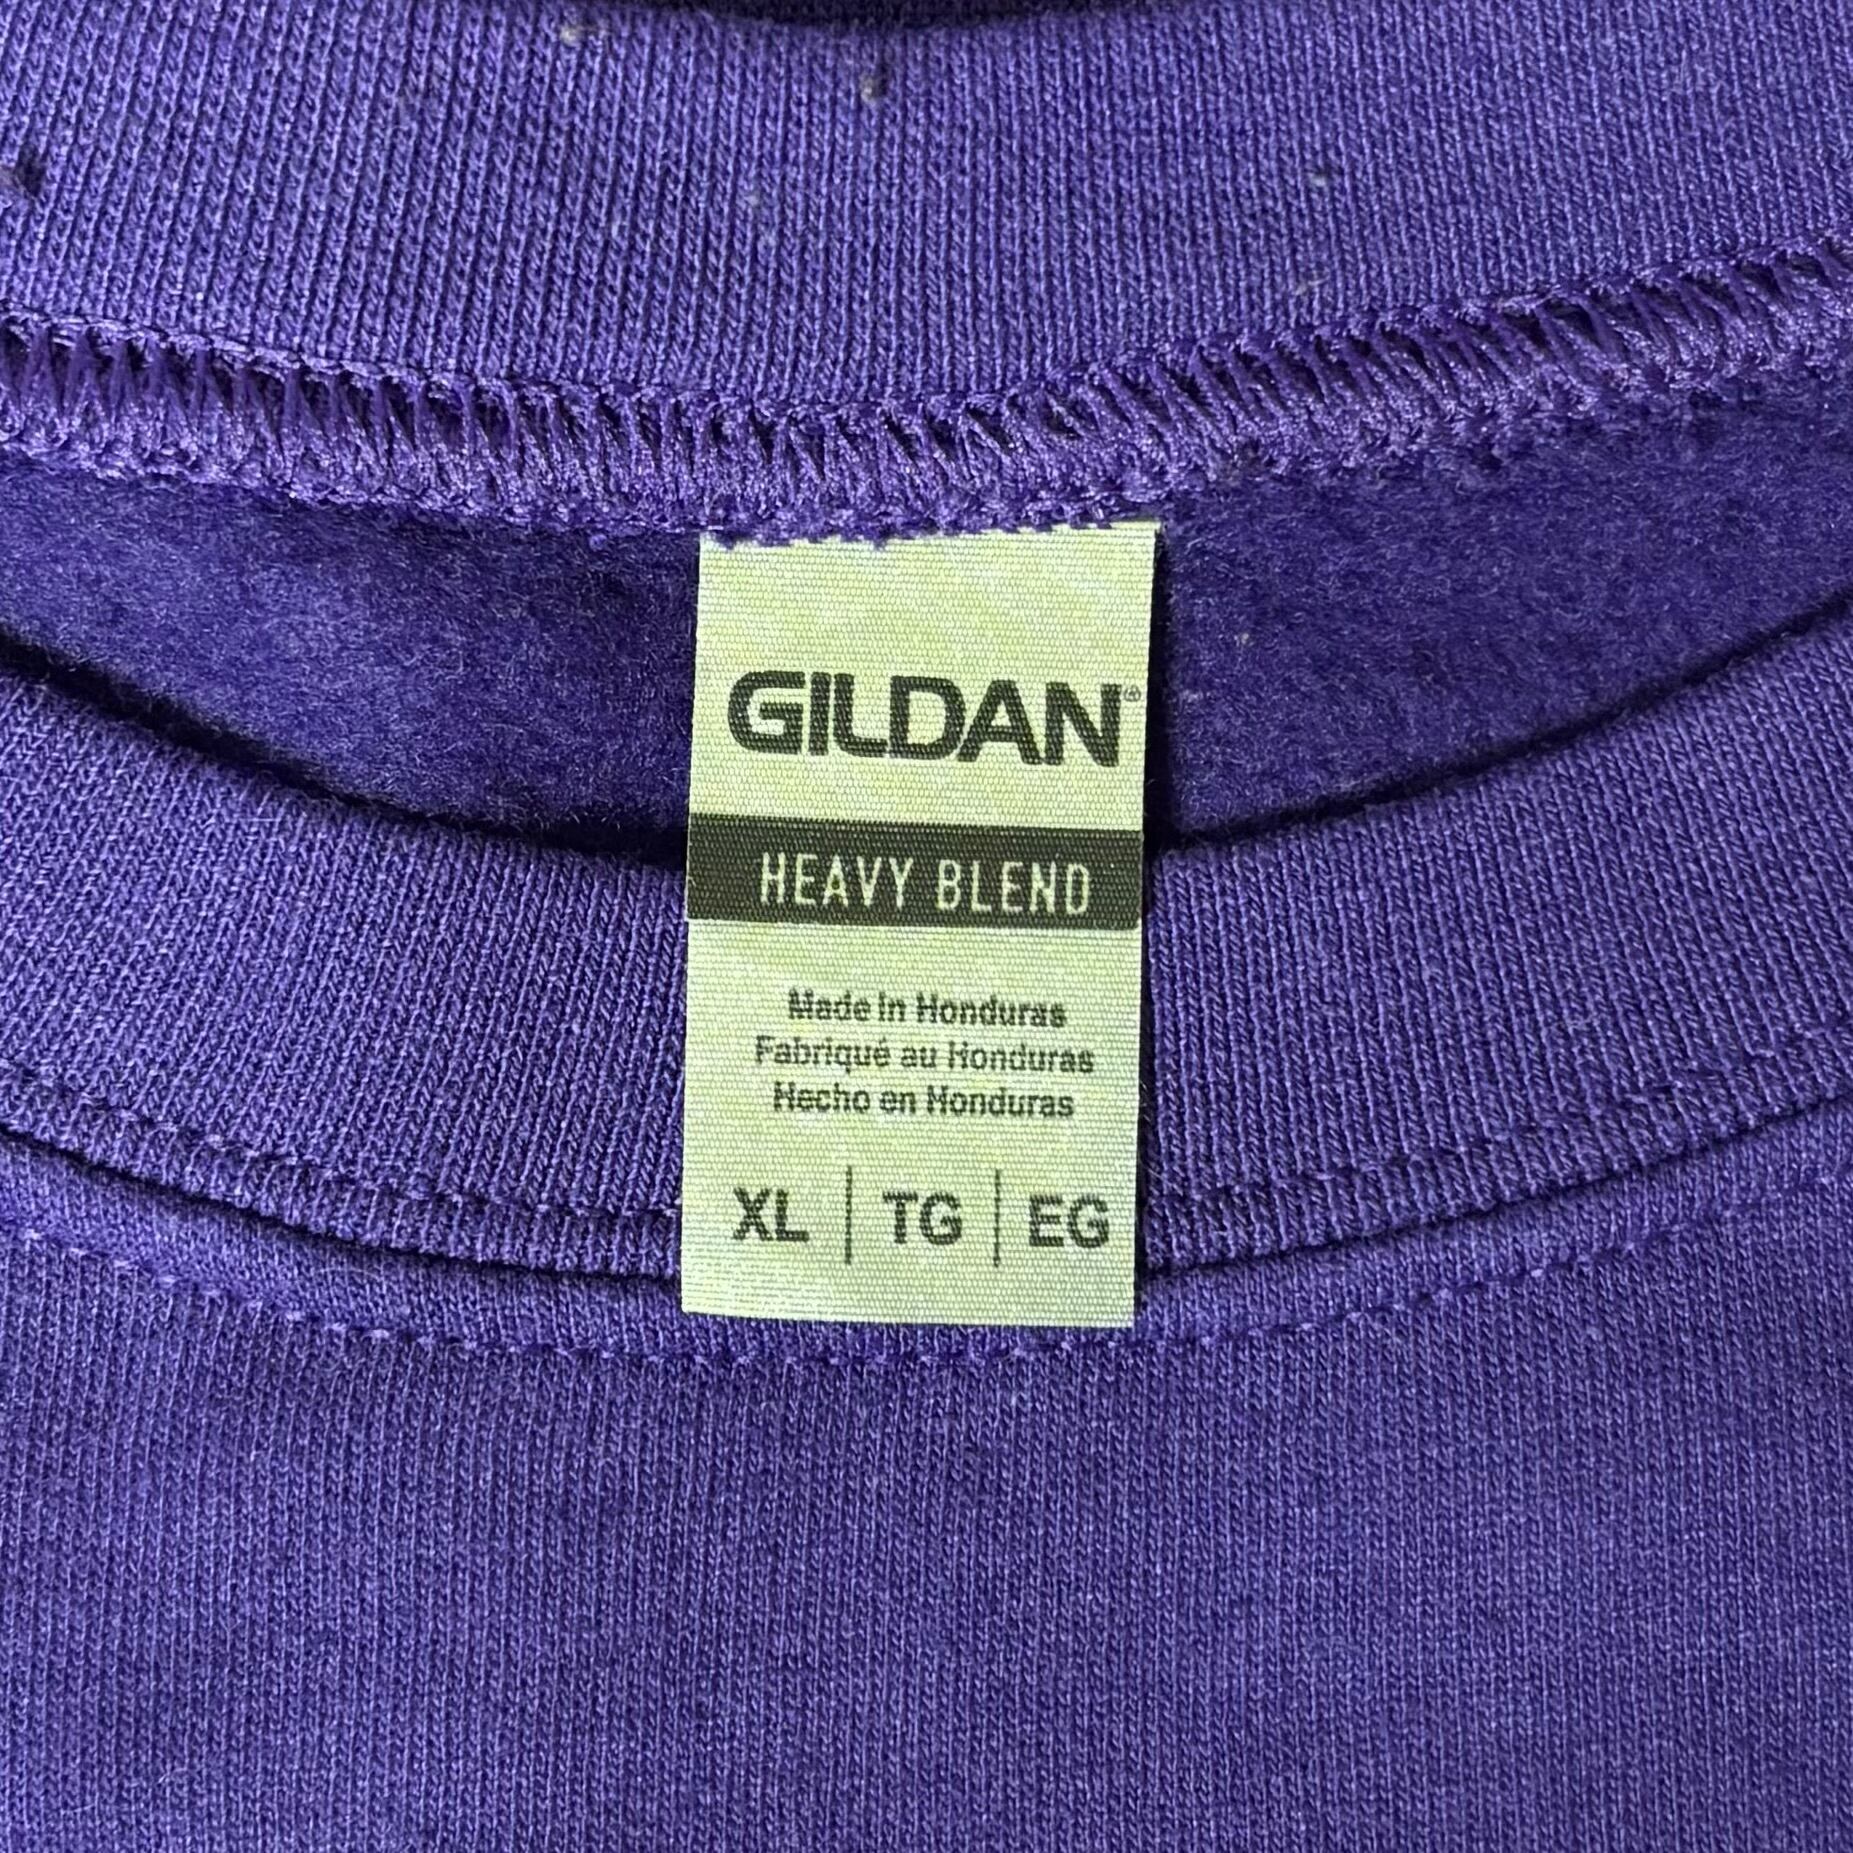 GILDAN®
HEAVY BLEND
Made in Honduras
Fabriqué au Honduras
Hecho en Honduras
XL | TG | EG